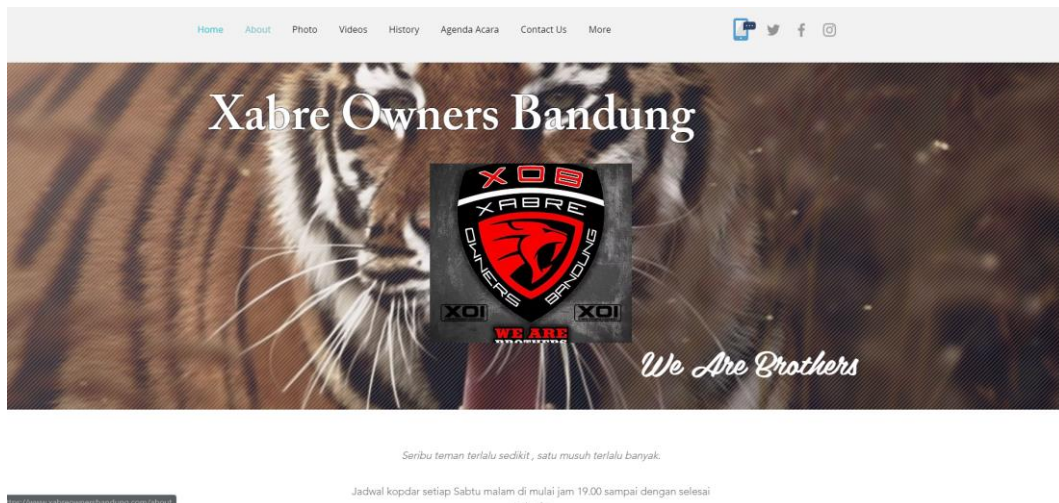 Home About Photo Videos History Agenda Acara Contact Us More
Xabre Owners Bandung
XOB
XABRE
OWNERS BANDUNG
XOI XOI
WE ARE
BROTHERS
We Are Brothers
Seribu teman terlalu sedikit , satu musuh terlalu banyak.
Jadwal kopdar setiap Sabtu malam di mulai jam 19.00 sampai dengan selesai